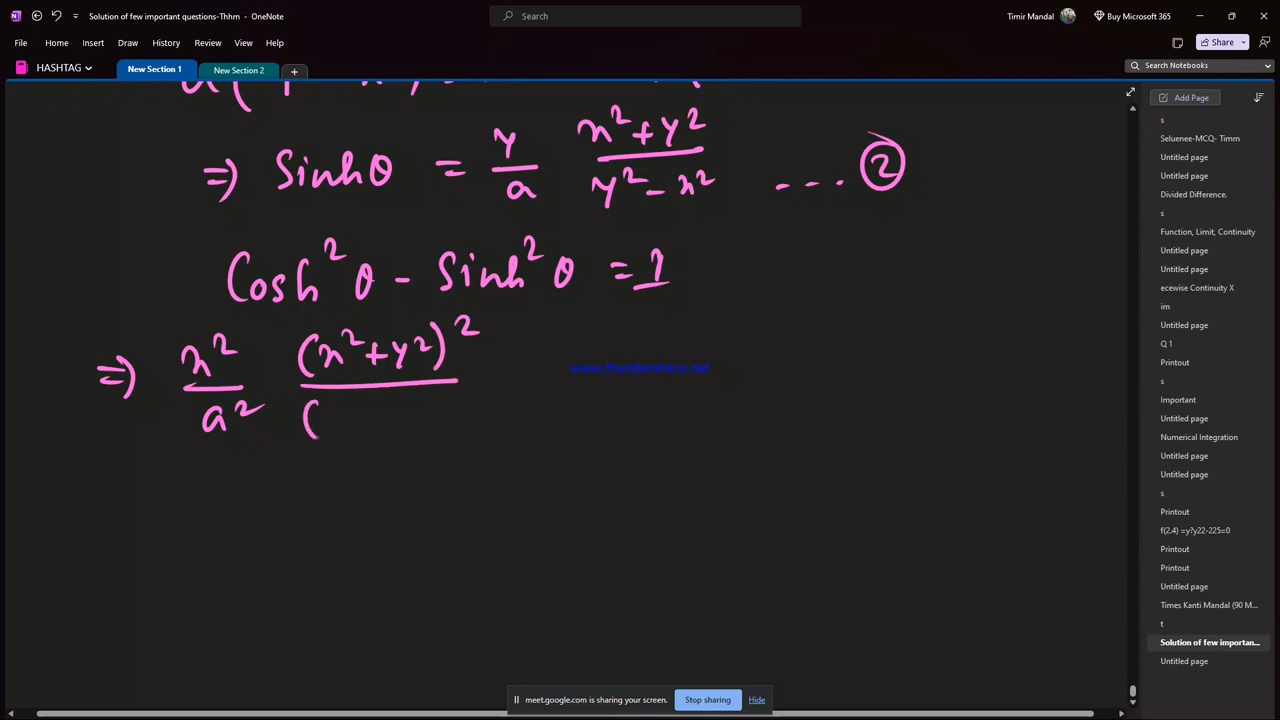 Solution of few important questions-Thhm - OneNote
Search
Timir Mandal
Buy Microsoft 365
File Home Insert Draw History Review View Help
Share
HASHTAG
New Section 1
New Section 2
+
Search Notebooks
Add Page
⇒ Sinhθ = y/a (x²+y²)/(y²-x²) ... ②
Cosh²θ - Sinh²θ = 1
⇒ x²/a² (x²+y²)²/(
www.thundershare.net
s
Seluenee-MCQ- Timm
Untitled page
Untitled page
Divided Difference.
s
Function, Limit, Continuity
Untitled page
Untitled page
ecewise Continuity X
im
Untitled page
Q 1
Printout
s
Important
Untitled page
Numerical Integration
Untitled page
Untitled page
s
Printout
f(2.4) =y?y22-225=0
Printout
Printout
Untitled page
Times Kanti Mandal (90 M...
t
Solution of few importan...
Untitled page
meet.google.com is sharing your screen.
Stop sharing
Hide